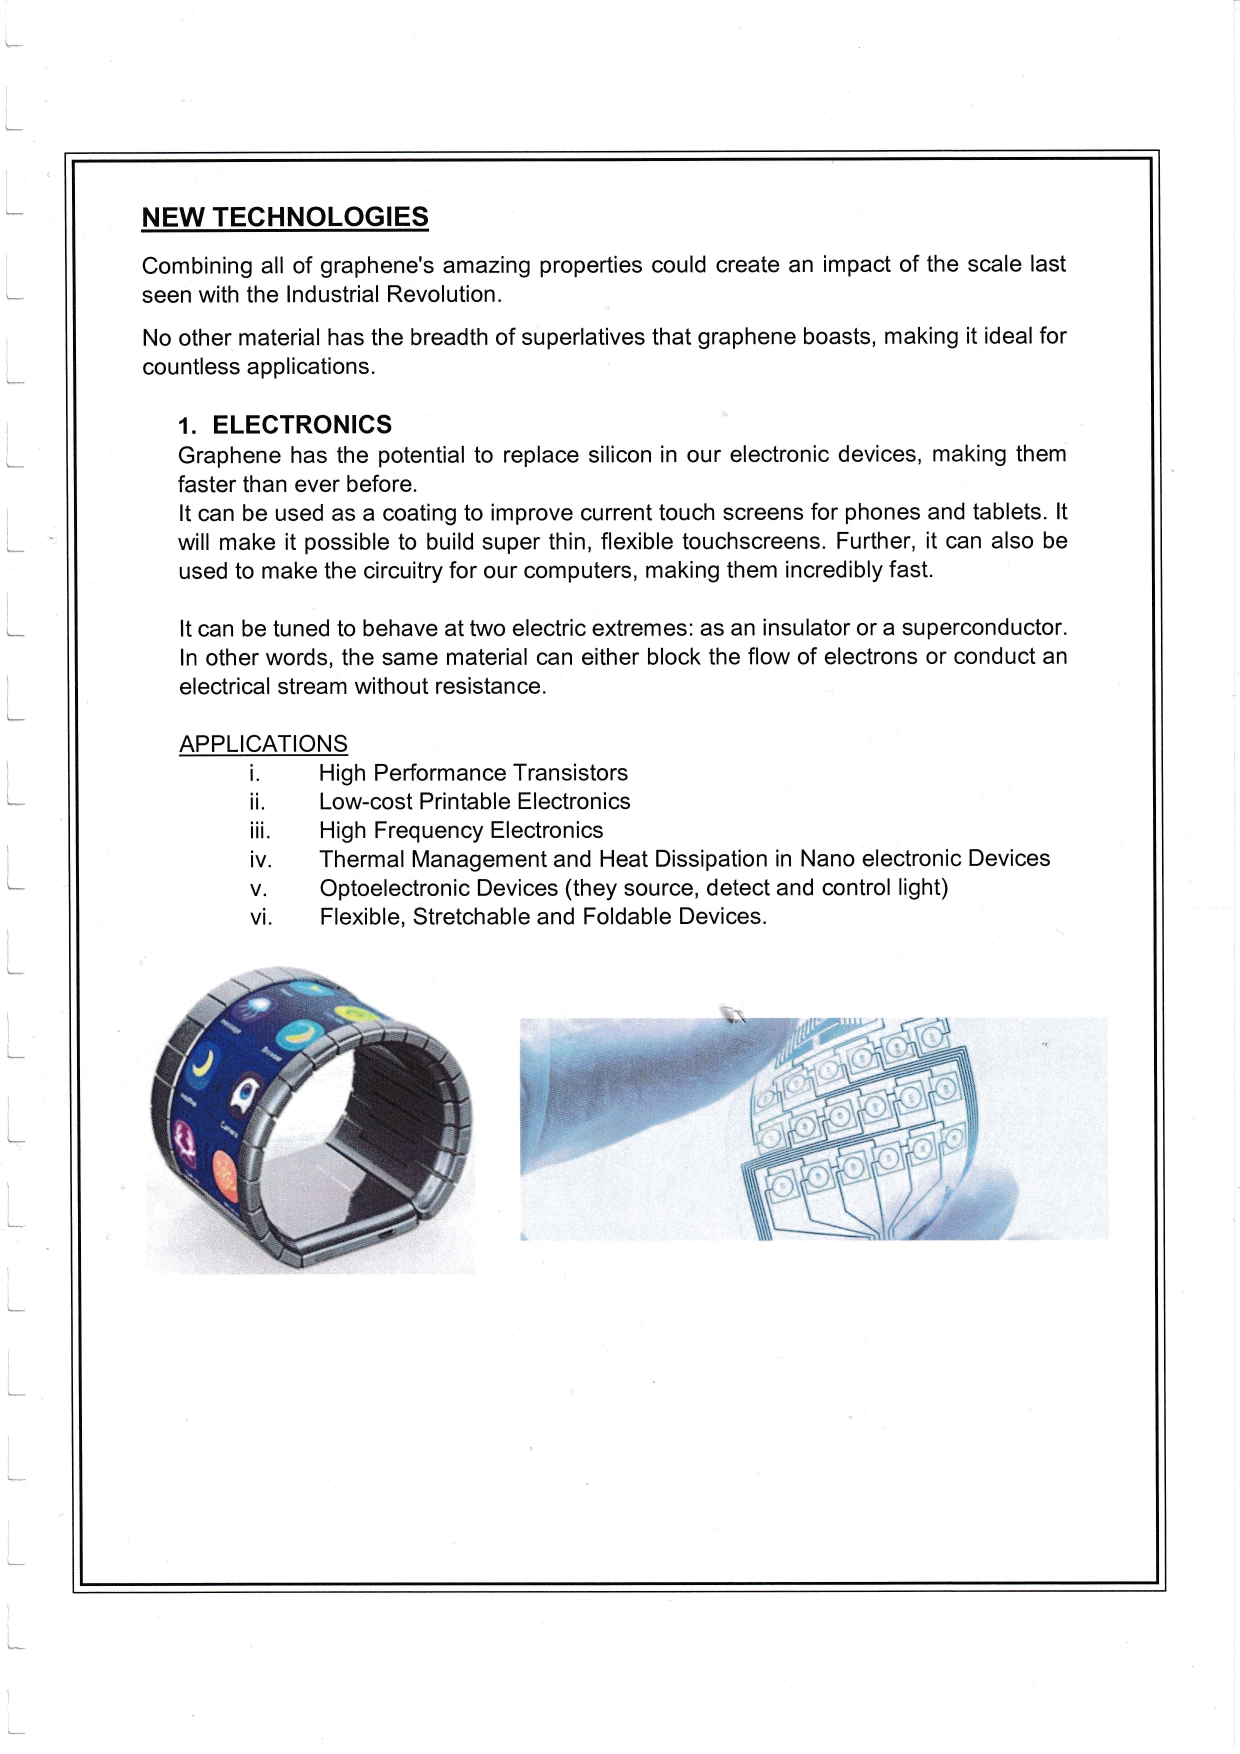 NEW TECHNOLOGIES
Combining all of graphene's amazing properties could create an impact of the scale last
seen with the Industrial Revolution.
No other material has the breadth of superlatives that graphene boasts, making it ideal for
countless applications.
1. ELECTRONICS
Graphene has the potential to replace silicon in our electronic devices, making them
faster than ever before.
It can be used as a coating to improve current touch screens for phones and tablets. It
will make it possible to build super thin, flexible touchscreens. Further, it can also be
used to make the circuitry for our computers, making them incredibly fast.
It can be tuned to behave at two electric extremes: as an insulator or a superconductor.
In other words, the same material can either block the flow of electrons or conduct an
electrical stream without resistance.
APPLICATIONS
i. High Performance Transistors
ii. Low-cost Printable Electronics
iii. High Frequency Electronics
iv. Thermal Management and Heat Dissipation in Nano electronic Devices
v. Optoelectronic Devices (they source, detect and control light)
vi. Flexible, Stretchable and Foldable Devices.
Camera